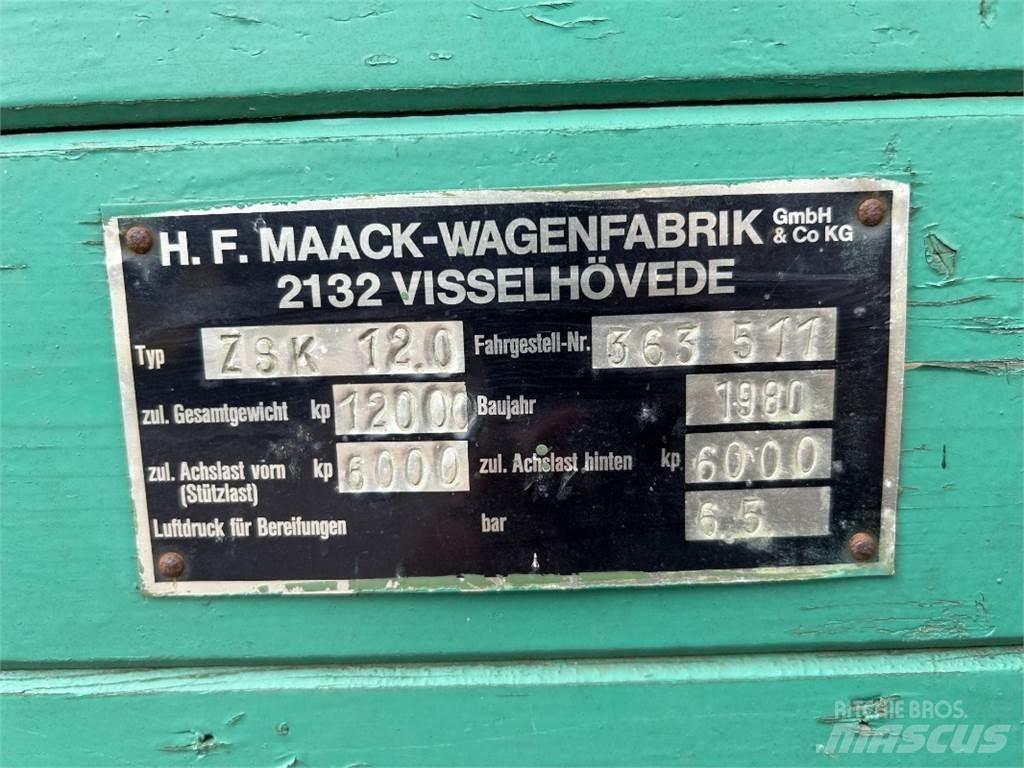 H. F. MAACK-WAGENFABRIK GmbH & Co KG
2132 VISSELHÖVEDE
Typ ZSK 12.0 Fahrgestell-Nr. 363 511
zul. Gesamtgewicht kp 12000 Baujahr 1980
zul. Achslast vorn kp 6000 zul. Achslast hinten kp 6000
(Stützlast)
Luftdruck für Bereifungen bar 6.5
RITCHIE BROS.
MASCUS